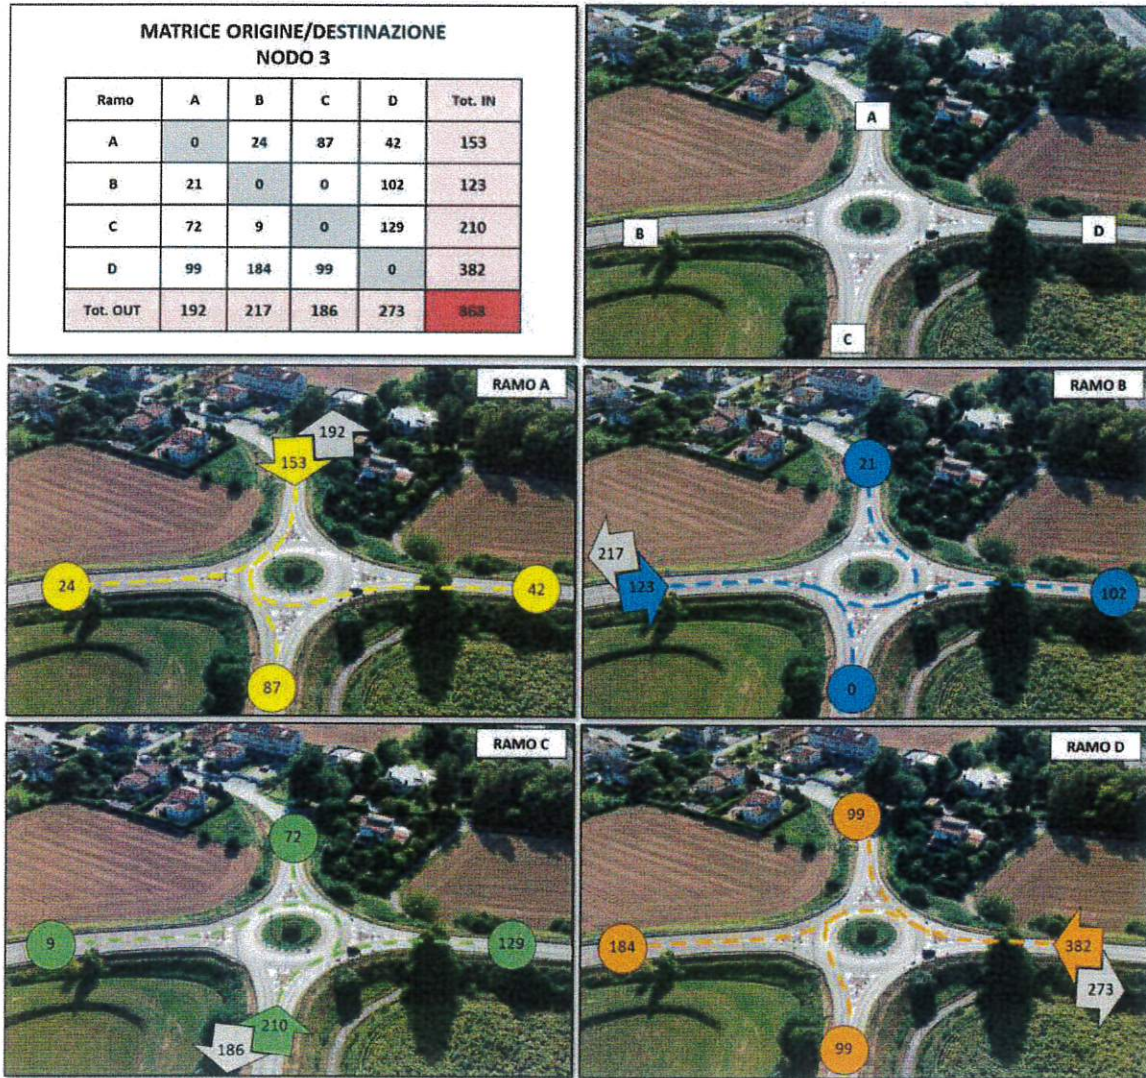 MATRICE ORIGINE/DESTINAZIONE
NODO 3
Ramo A B C D Tot. IN
A 0 24 87 42 153
B 21 0 0 102 123
C 72 9 0 129 210
D 99 184 99 0 382
Tot. OUT 192 217 186 273 868
A
B
D
C
RAMO A
192
153
24
42
87
RAMO B
21
217
123
102
0
RAMO C
72
9
129
210
186
RAMO D
99
184
382
273
99